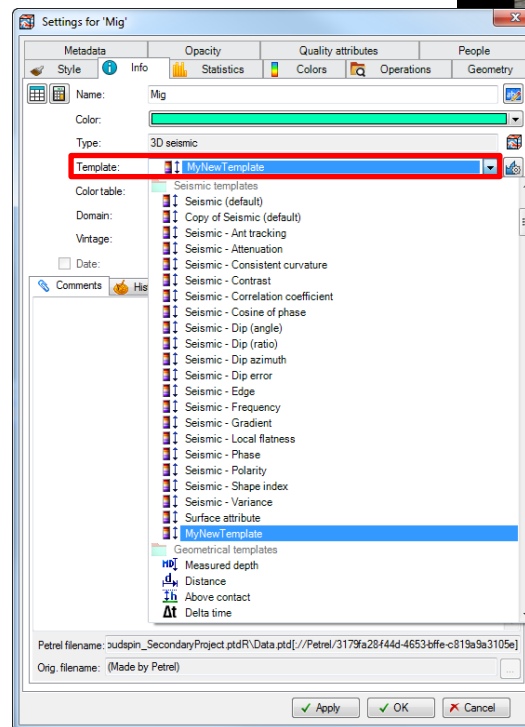 Settings for 'Mig'
Metadata Opacity Quality attributes People
Style Info Statistics Colors Operations Geometry
Name: Mig
Color:
Type: 3D seismic
Template: MyNewTemplate
Color table: Seismic templates
Seismic (default)
Domain: Copy of Seismic (default)
Seismic - Ant tracking
Vintage: Seismic - Attenuation
Seismic - Consistent curvature
Date: Seismic - Contrast
Seismic - Correlation coefficient
Comments His Seismic - Cosine of phase
Seismic - Dip (angle)
Seismic - Dip (ratio)
Seismic - Dip azimuth
Seismic - Dip error
Seismic - Edge
Seismic - Frequency
Seismic - Gradient
Seismic - Local flatness
Seismic - Phase
Seismic - Polarity
Seismic - Shape index
Seismic - Variance
Surface attribute
MyNewTemplate
Geometrical templates
MD Measured depth
d Distance
h Above contact
Δt Delta time
Petrel filename: oudspin_SecondaryProject.ptdR\Data.ptd[://Petrel/3179fa28-f44d-4653-bffe-c819a9a3105e]
Orig. filename: (Made by Petrel) ...
Apply OK Cancel